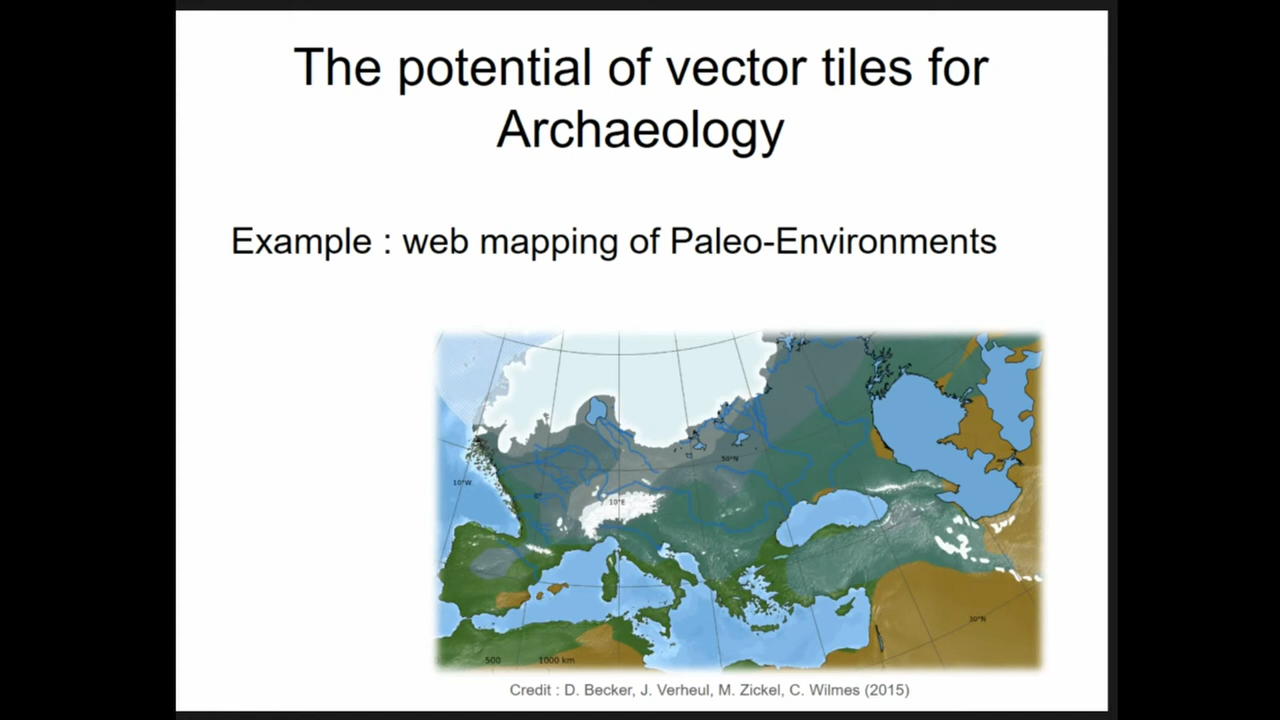 The potential of vector tiles for
Archaeology
Example : web mapping of Paleo-Environments
50°N
10°W
0°
10°E
30°N
500 1000 km
Credit : D. Becker, J. Verheul, M. Zickel, C. Wilmes (2015)